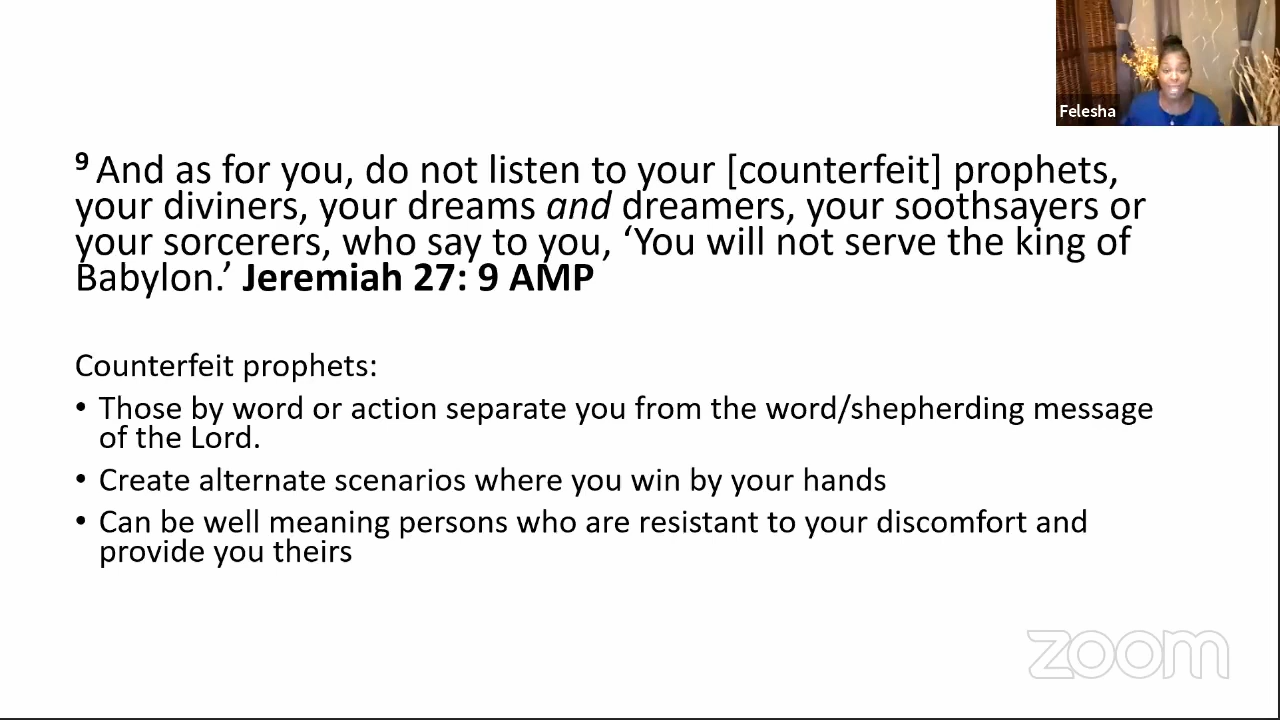 Felesha
9 And as for you, do not listen to your [counterfeit] prophets,
your diviners, your dreams and dreamers, your soothsayers or
your sorcerers, who say to you, ‘You will not serve the king of
Babylon.’ Jeremiah 27: 9 AMP
Counterfeit prophets:
• Those by word or action separate you from the word/shepherding message
of the Lord.
• Create alternate scenarios where you win by your hands
• Can be well meaning persons who are resistant to your discomfort and
provide you theirs
zoom